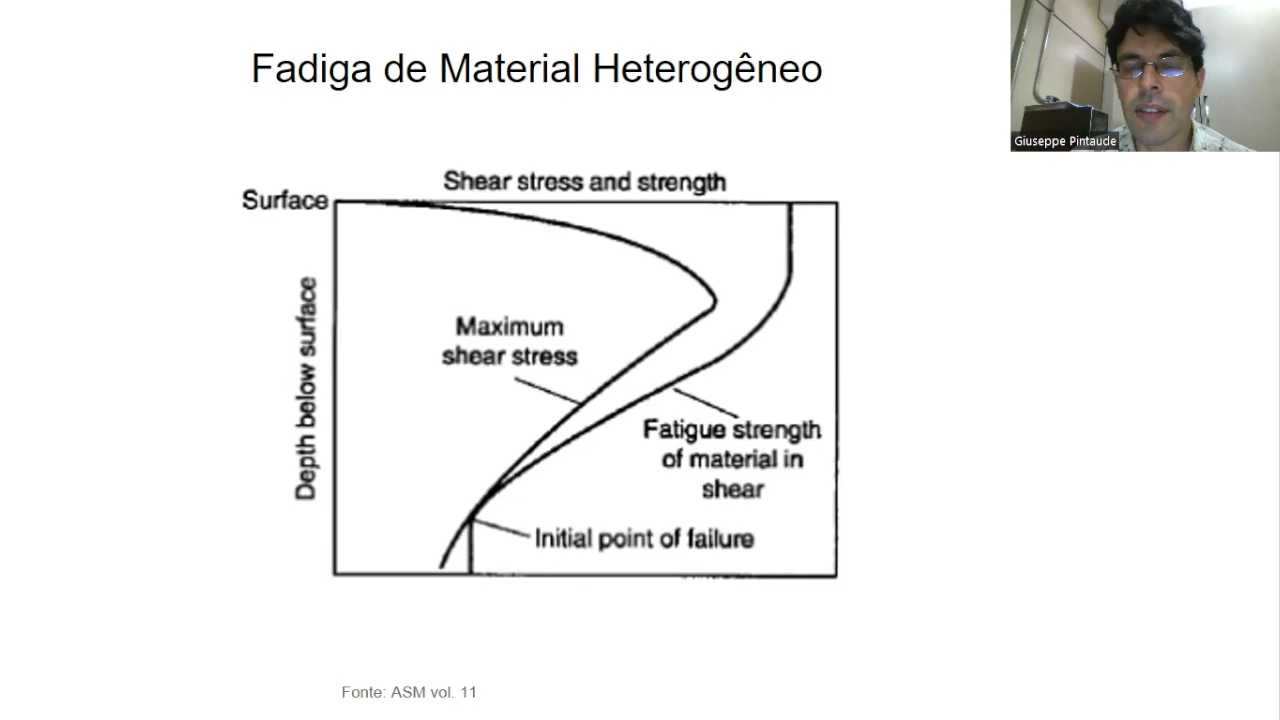 Fadiga de Material Heterogêneo
Giuseppe Pintaude
Shear stress and strength
Surface
Depth below surface
Maximum
shear stress
Fatigue strength
of material in
shear
Initial point of failure
Fonte: ASM vol. 11